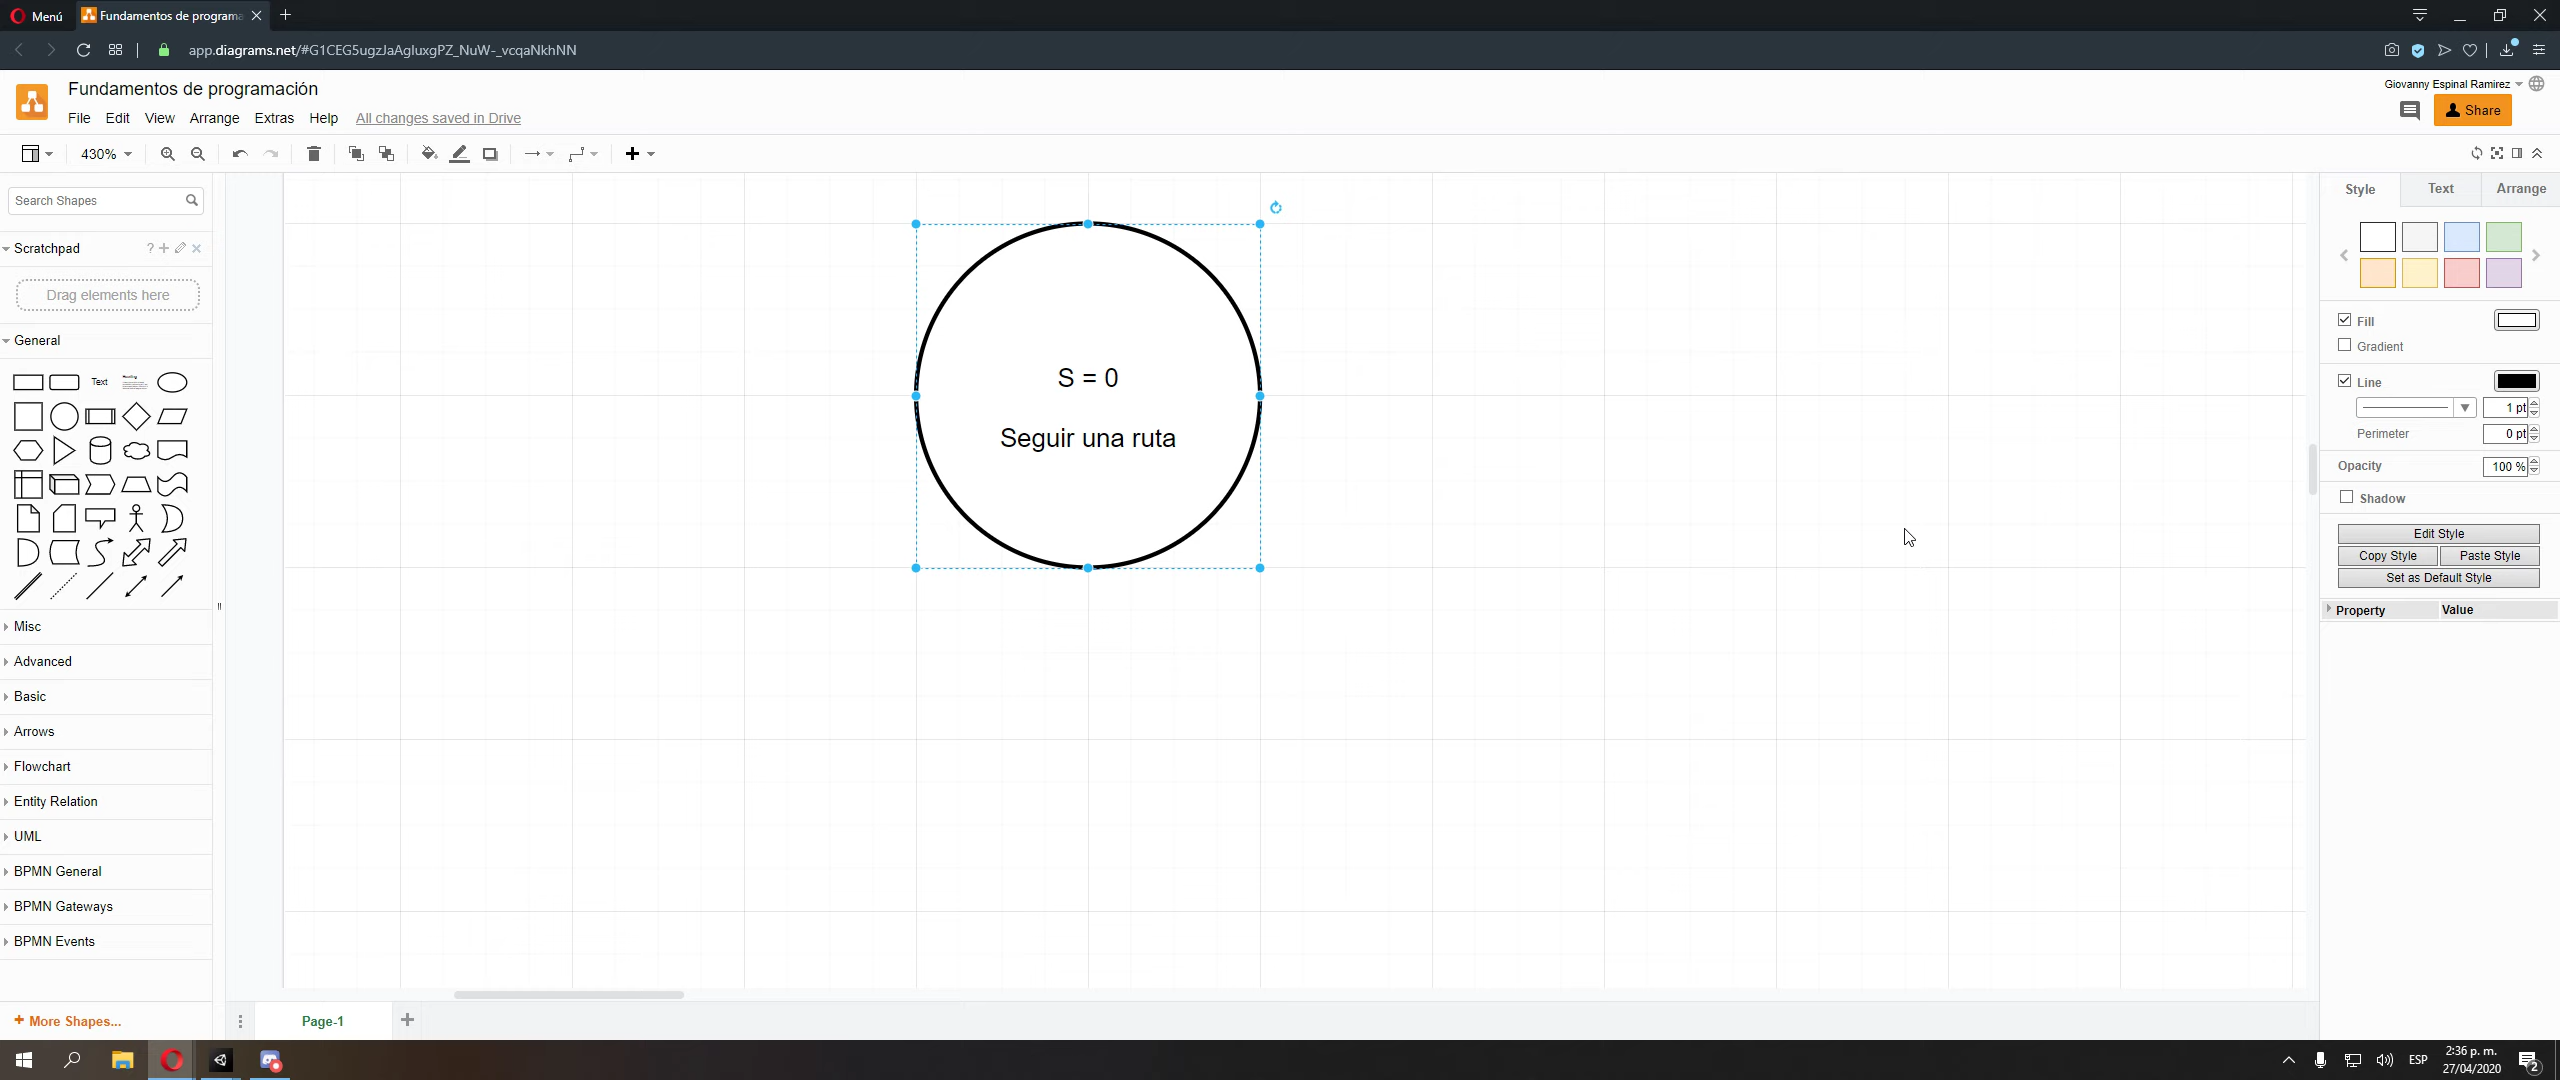 Menú
Fundamentos de programa
app.diagrams.net/#G1CEG5ugzJaAgluxgPZ_NuW-_vcqaNkhNN
Fundamentos de programación
Giovanny Espinal Ramirez
File Edit View Arrange Extras Help All changes saved in Drive
Share
430%
Search Shapes
Scratchpad
?
Drag elements here
General
Text
Heading
Misc
Advanced
Basic
Arrows
Flowchart
Entity Relation
UML
BPMN General
BPMN Gateways
BPMN Events
More Shapes...
S = 0
Seguir una ruta
Style Text Arrange
Fill
Gradient
Line
1 pt
Perimeter 0 pt
Opacity 100 %
Shadow
Edit Style
Copy Style Paste Style
Set as Default Style
Property Value
Page-1
ESP
2:36 p. m.
27/04/2020
2